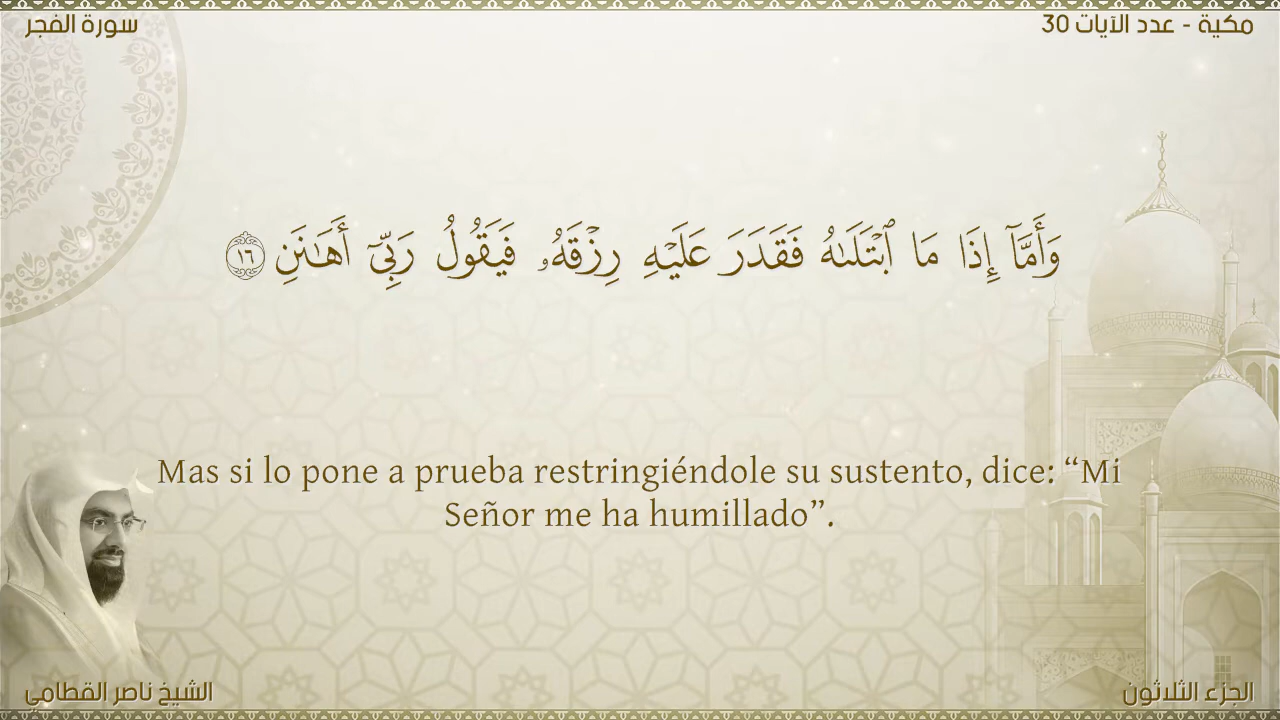 سورة الفجر
مكية - عدد الآيات 30
وَأَمَّآ إِذَا مَا ٱبْتَلَىٰهُ فَقَدَرَ عَلَيْهِ رِزْقَهُۥ فَيَقُولُ رَبِّىٓ أَهَـٰنَنِ ١٦
Mas si lo pone a prueba restringiéndole su sustento, dice: “Mi
Señor me ha humillado”.
الشيخ ناصر القطامي
الجزء الثلاثون